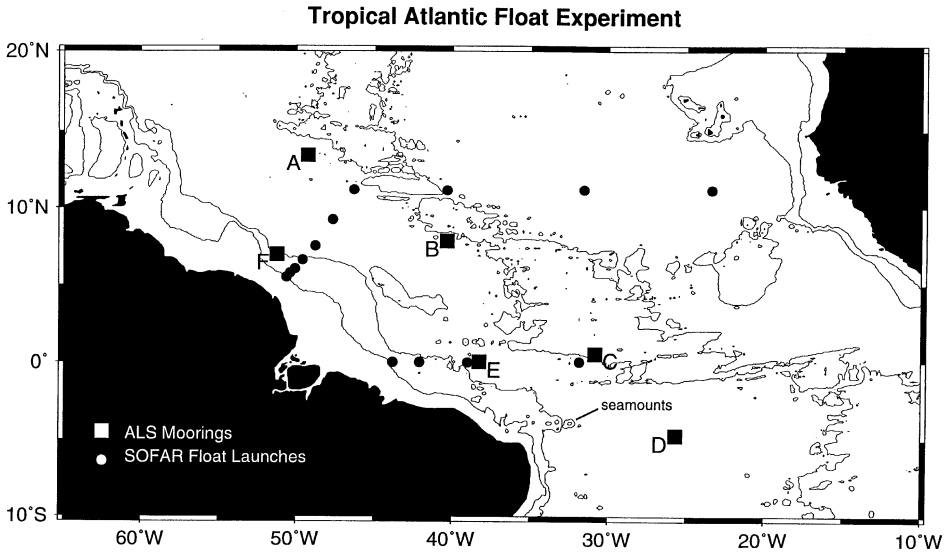 Tropical Atlantic Float Experiment
20°N
A
10°N
B
F
0°
E
C
seamounts
ALS Moorings
D
SOFAR Float Launches
10°S
60°W 50°W 40°W 30°W 20°W 10°W